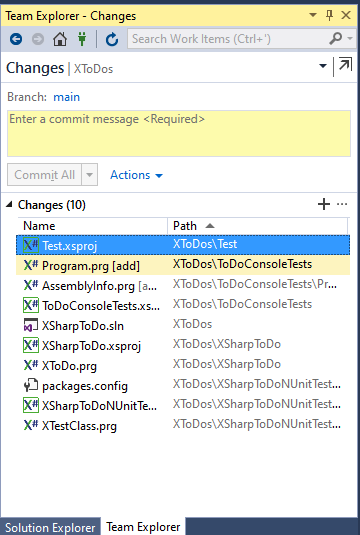 Team Explorer - Changes
Search Work Items (Ctrl+')
Changes | XToDos
Branch: main
Enter a commit message <Required>
Commit All Actions
Changes (10)
Name Path
X# Test.xsproj XToDos\Test
X# Program.prg [add] XToDos\ToDoConsoleTests
X# AssemblyInfo.prg [a... XToDos\ToDoConsoleTests\Pr...
X# ToDoConsoleTests.xs... XToDos\ToDoConsoleTests
XSharpToDo.sln XToDos
X# XSharpToDo.xsproj XToDos\XSharpToDo
X# XToDo.prg XToDos\XSharpToDo
packages.config XToDos\XSharpToDoNUnitTest...
X# XSharpToDoNUnitTe... XToDos\XSharpToDoNUnitTest...
X# XTestClass.prg XToDos\XSharpToDoNUnitTest...
Solution Explorer Team Explorer